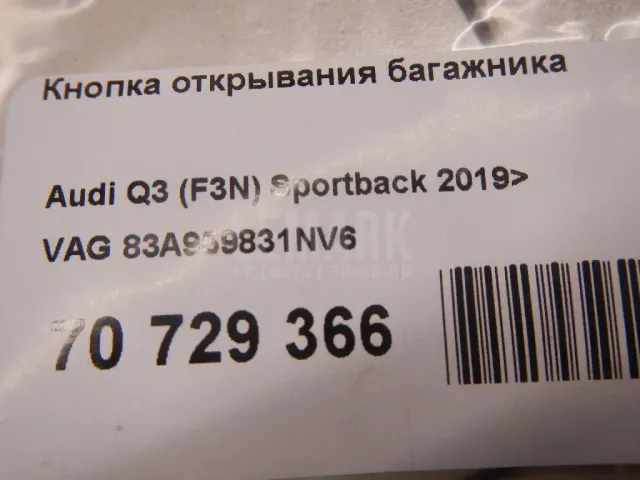 Кнопка открывания багажника
Audi Q3 (F3N) Sportback 2019>
VAG 83A959831NV6
70 729 366